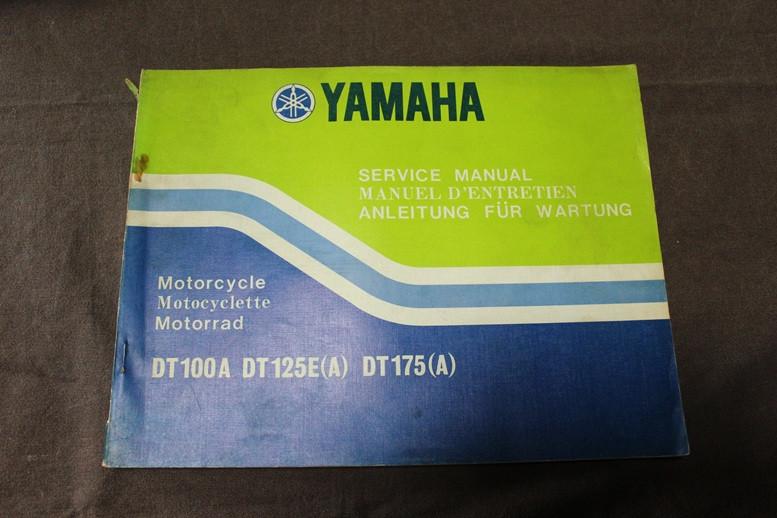 YAMAHA
SERVICE MANUAL
MANUEL D'ENTRETIEN
ANLEITUNG FÜR WARTUNG
Motorcycle
Motocyclette
Motorrad
DT100A DT125E(A) DT175(A)